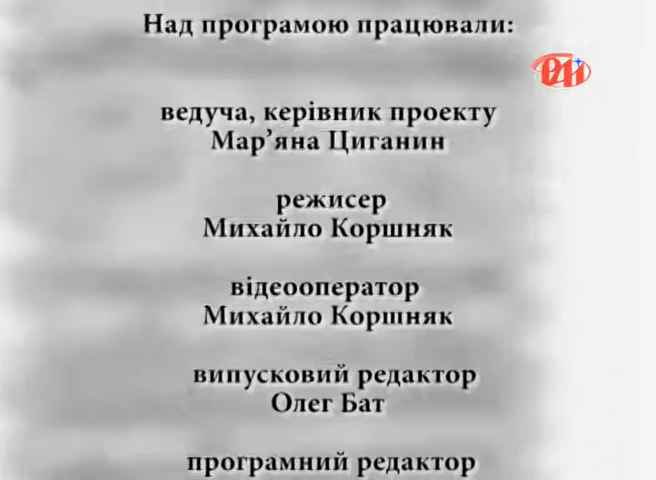 Над програмою працювали:
ведуча, керівник проекту
Мар’яна Циганин
режисер
Михайло Коршняк
відеооператор
Михайло Коршняк
випусковий редактор
Олег Бат
програмний редактор